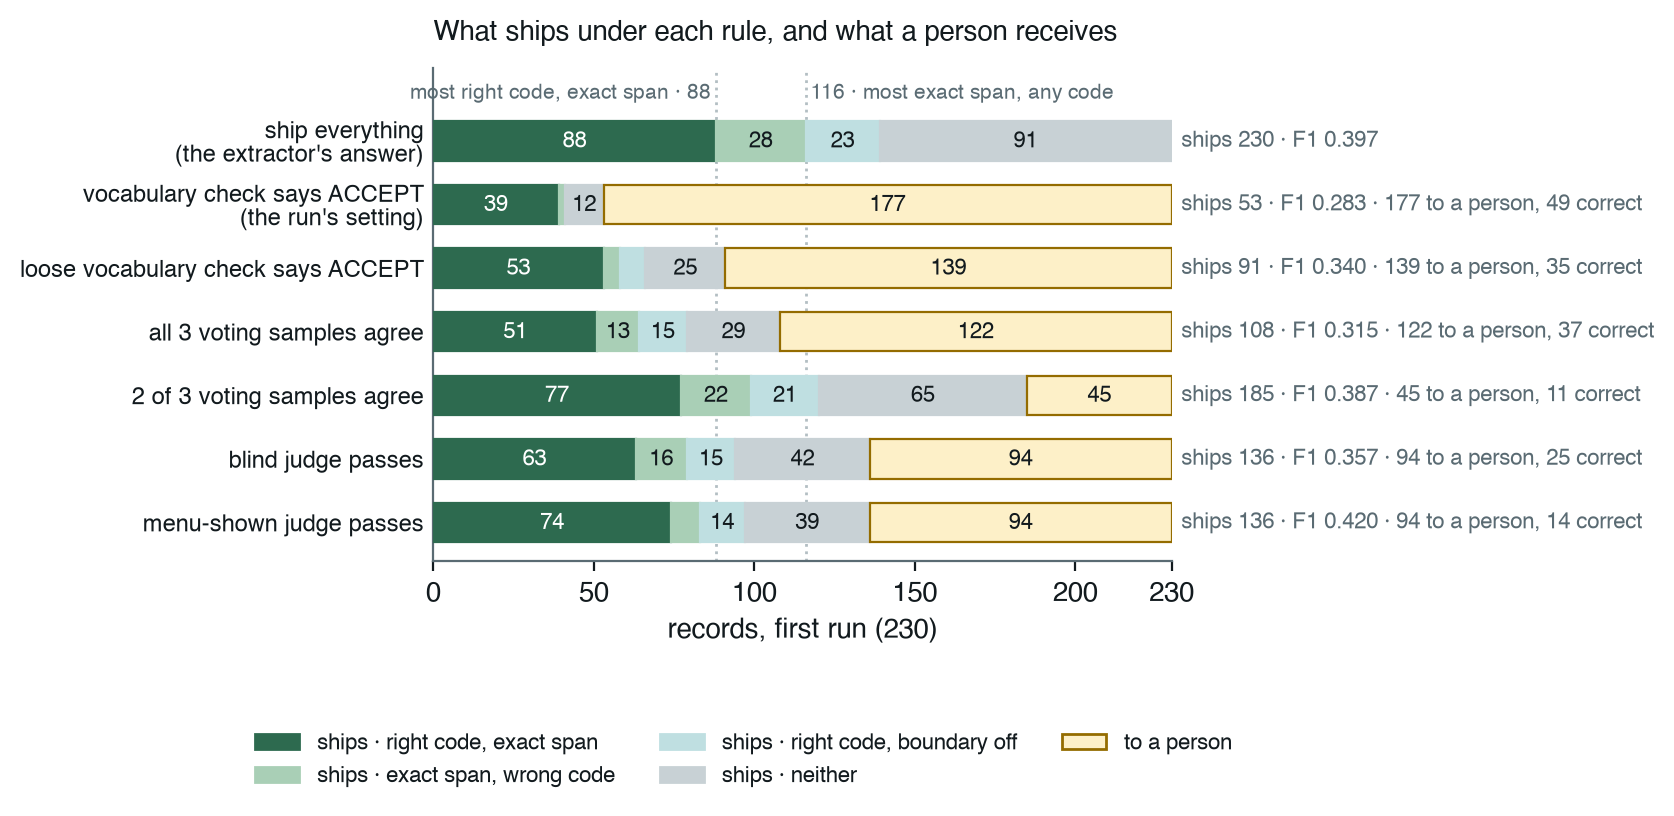 What ships under each rule, and what a person receives
most right code, exact span · 88
116 · most exact span, any code
ship everything
(the extractor's answer)
88
28
23
91
ships 230 · F1 0.397
vocabulary check says ACCEPT
(the run's setting)
39
12
177
ships 53 · F1 0.283 · 177 to a person, 49 correct
loose vocabulary check says ACCEPT
53
25
139
ships 91 · F1 0.340 · 139 to a person, 35 correct
all 3 voting samples agree
51
13
15
29
122
ships 108 · F1 0.315 · 122 to a person, 37 correct
2 of 3 voting samples agree
77
22
21
65
45
ships 185 · F1 0.387 · 45 to a person, 11 correct
blind judge passes
63
16
15
42
94
ships 136 · F1 0.357 · 94 to a person, 25 correct
menu-shown judge passes
74
14
39
94
ships 136 · F1 0.420 · 94 to a person, 14 correct
0
50
100
150
200
230
records, first run (230)
ships · right code, exact span
ships · exact span, wrong code
ships · right code, boundary off
ships · neither
to a person